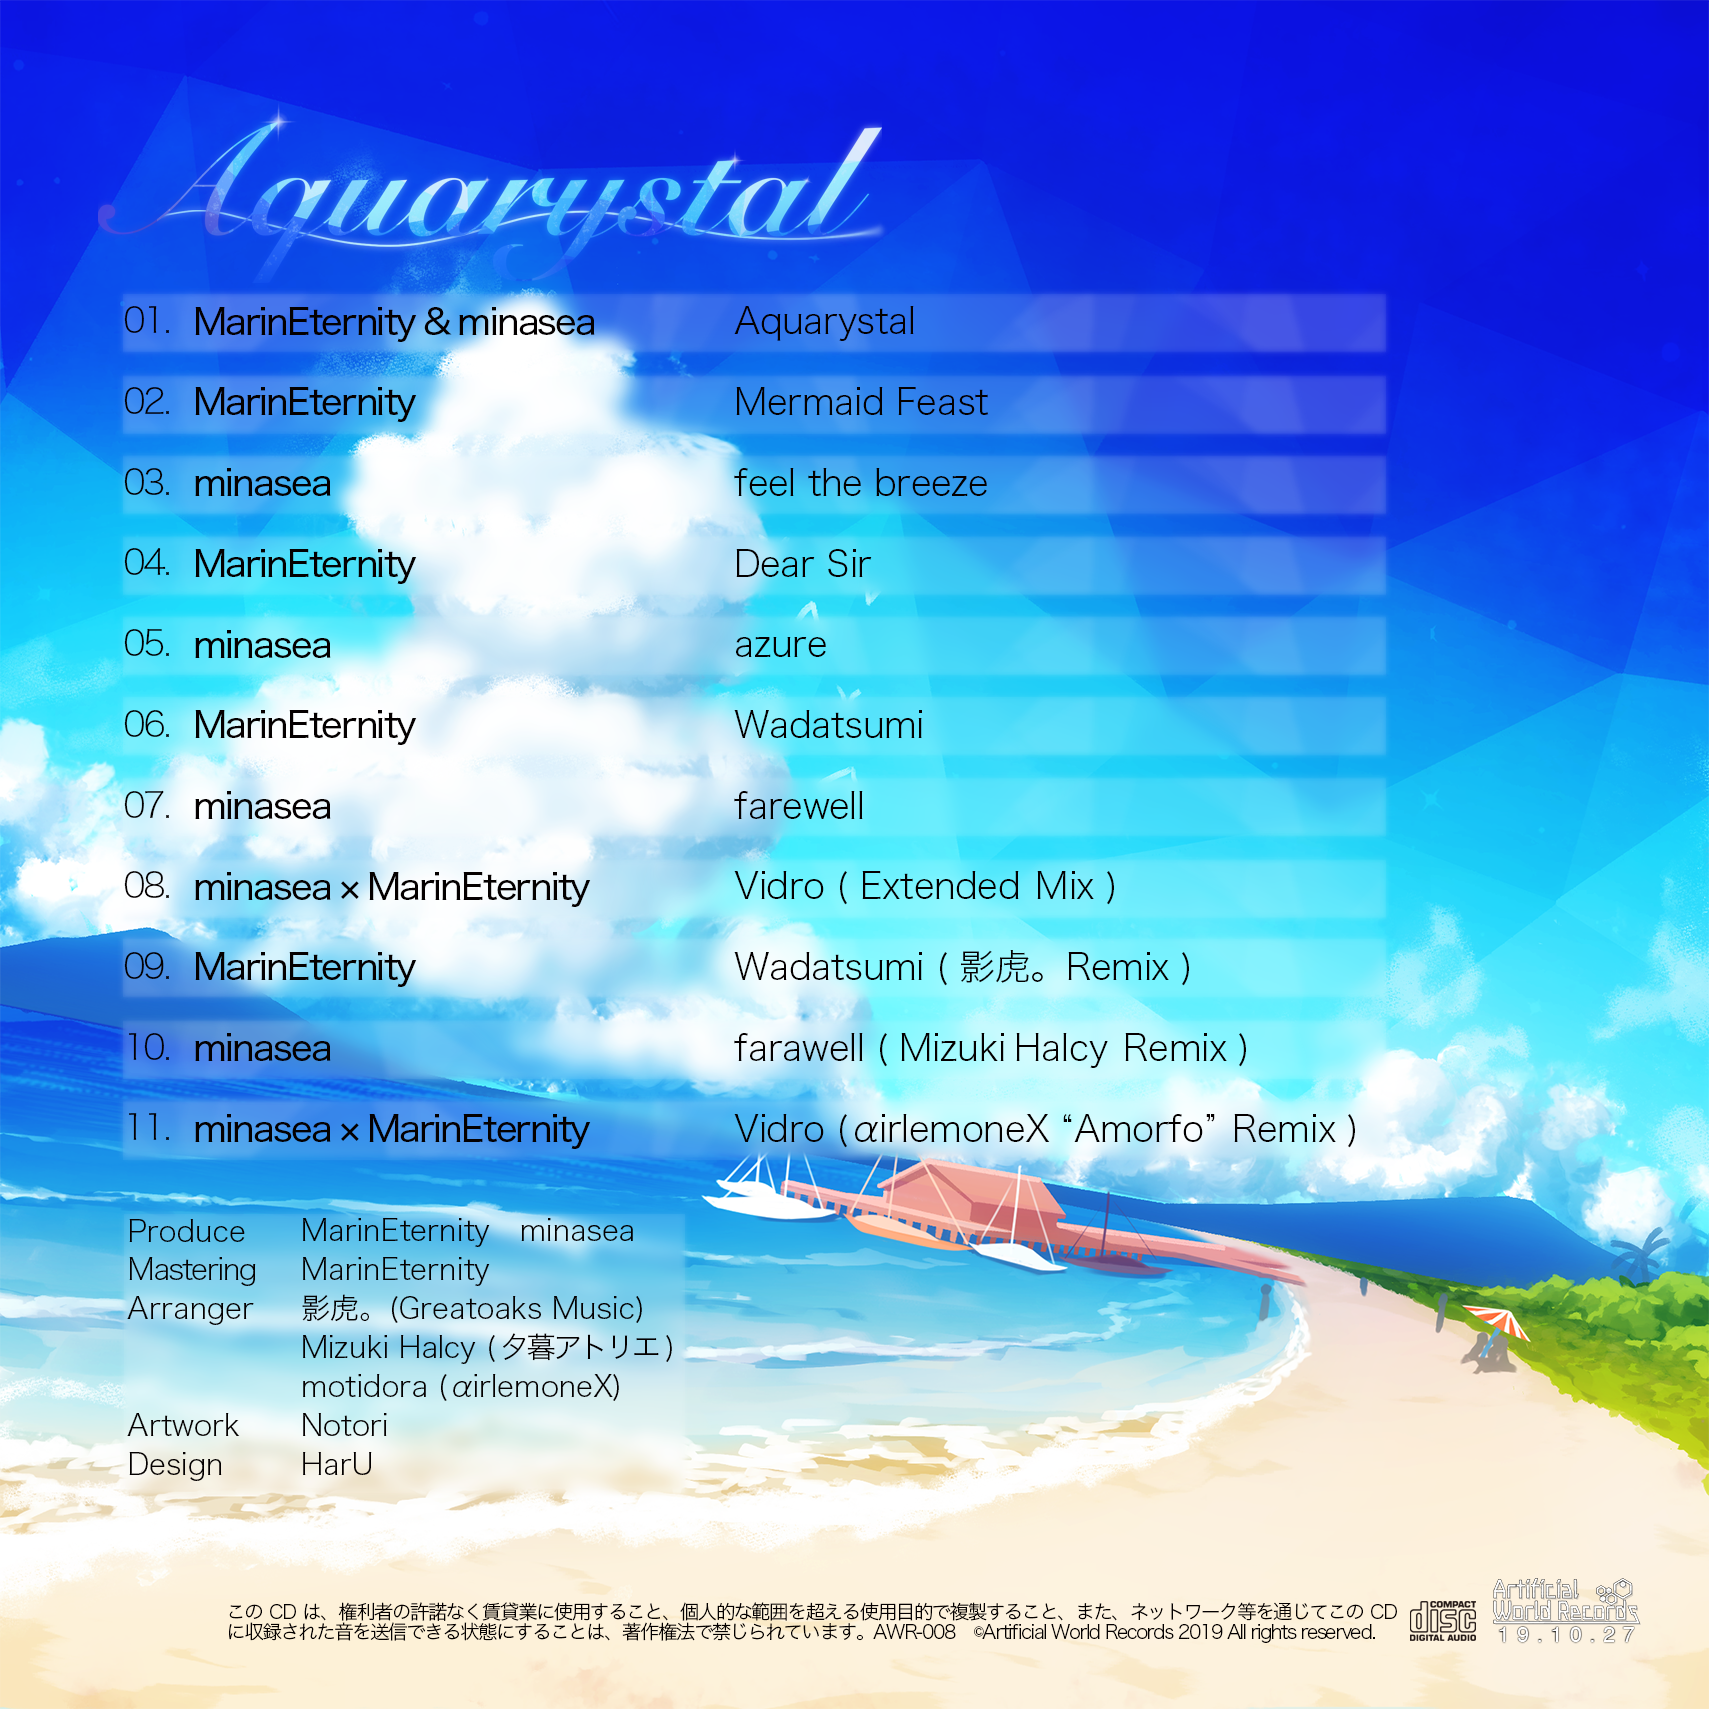 Aquarystal
01. MarinEternity & minasea Aquarystal
02. MarinEternity Mermaid Feast
03. minasea feel the breeze
04. MarinEternity Dear Sir
05. minasea azure
06. MarinEternity Wadatsumi
07. minasea farewell
08. minasea × MarinEternity Vidro ( Extended Mix )
09. MarinEternity Wadatsumi ( 影虎。Remix )
10. minasea farawell ( Mizuki Halcy Remix )
11. minasea × MarinEternity Vidro (αirlemoneX “Amorfo” Remix )
Produce MarinEternity minasea
Mastering MarinEternity
Arranger 影虎。(Greatoaks Music)
Mizuki Halcy (夕暮アトリエ)
motidora (αirlemoneX)
Artwork Notori
Design HarU
この CD は、権利者の許諾なく賃貸業に使用すること、個人的な範囲を超える使用目的で複製すること、また、ネットワーク等を通じてこの CD
に収録された音を送信できる状態にすることは、著作権法で禁じられています。AWR-008 ©Artificial World Records 2019 All rights reserved.
COMPACT
disc
DIGITAL AUDIO
Artificial
World Records
19.10.27